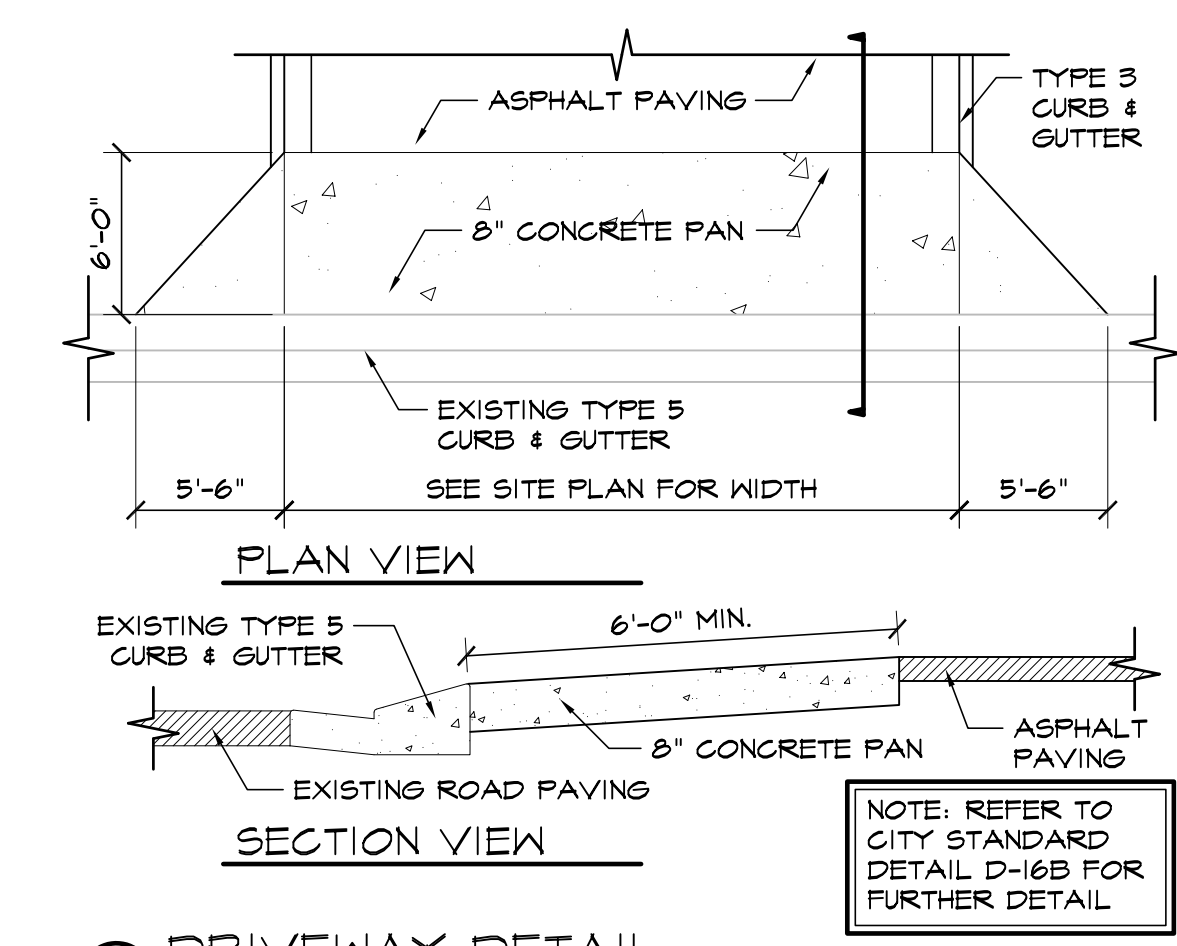 ASPHALT PAVING
TYPE 3
CURB &
GUTTER
6'-0"
8" CONCRETE PAN
EXISTING TYPE 5
CURB & GUTTER
5'-6"
SEE SITE PLAN FOR WIDTH
5'-6"
PLAN VIEW
EXISTING TYPE 5
CURB & GUTTER
6'-0" MIN.
8" CONCRETE PAN
ASPHALT
PAVING
EXISTING ROAD PAVING
SECTION VIEW
NOTE: REFER TO
CITY STANDARD
DETAIL D-16B FOR
FURTHER DETAIL
DRIVEWAY DETAIL